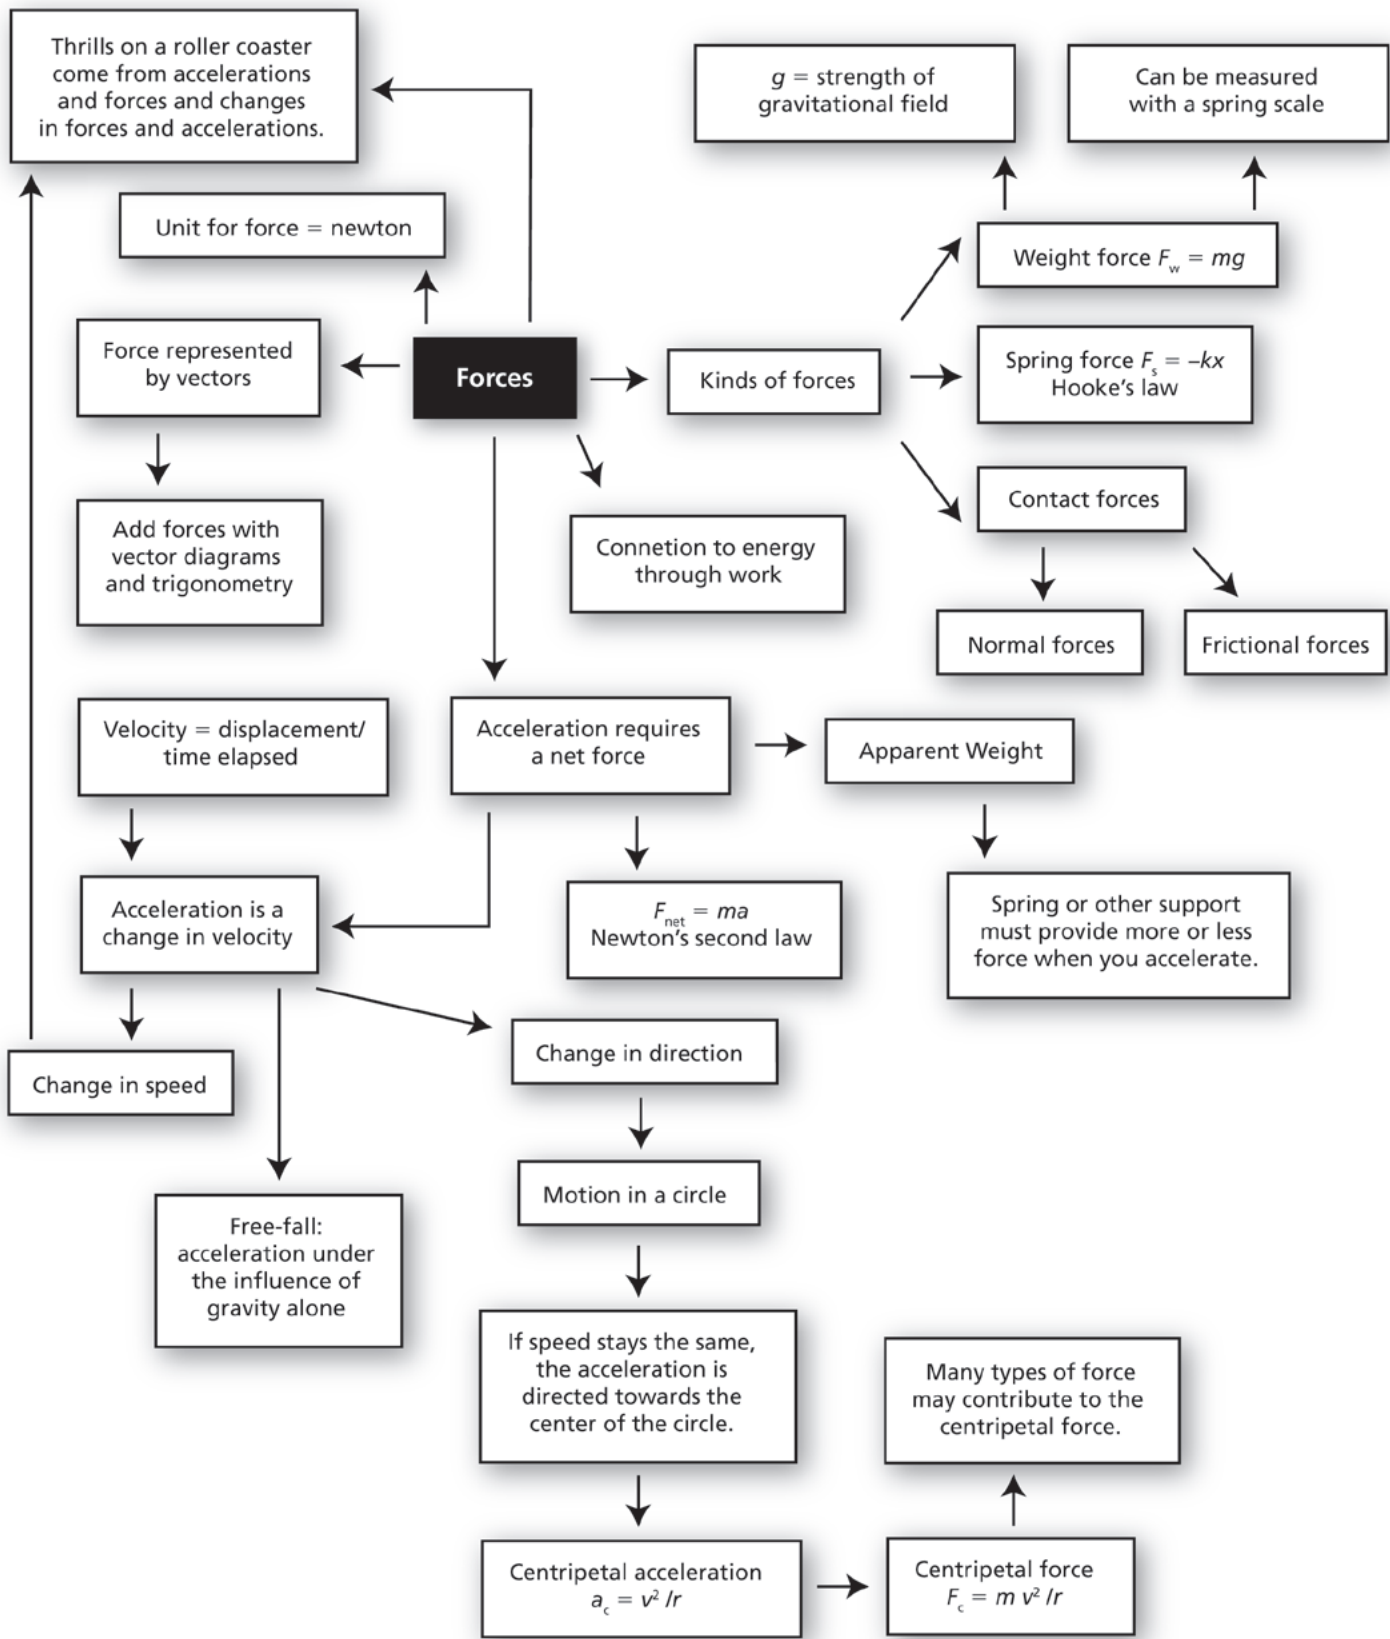 Thrills on a roller coaster
come from accelerations
and forces and changes
in forces and accelerations.
g = strength of
gravitational field
Can be measured
with a spring scale
Unit for force = newton
Weight force F_w = mg
Force represented
by vectors
Forces
Kinds of forces
Spring force F_s = –kx
Hooke’s law
Add forces with
vector diagrams
and trigonometry
Connetion to energy
through work
Contact forces
Normal forces
Frictional forces
Velocity = displacement/
time elapsed
Acceleration requires
a net force
Apparent Weight
Acceleration is a
change in velocity
F_net = ma
Newton’s second law
Spring or other support
must provide more or less
force when you accelerate.
Change in speed
Change in direction
Free-fall:
acceleration under
the influence of
gravity alone
Motion in a circle
If speed stays the same,
the acceleration is
directed towards the
center of the circle.
Many types of force
may contribute to the
centripetal force.
Centripetal acceleration
a_c = v² /r
Centripetal force
F_c = m v² /r